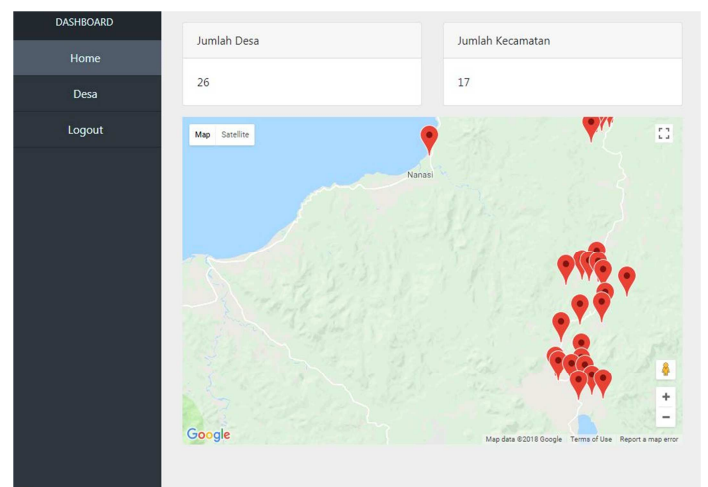 DASHBOARD
Home
Desa
Logout
Jumlah Desa
26
Jumlah Kecamatan
17
Map Satellite
Nanasi
Google
Map data ©2018 Google Terms of Use Report a map error